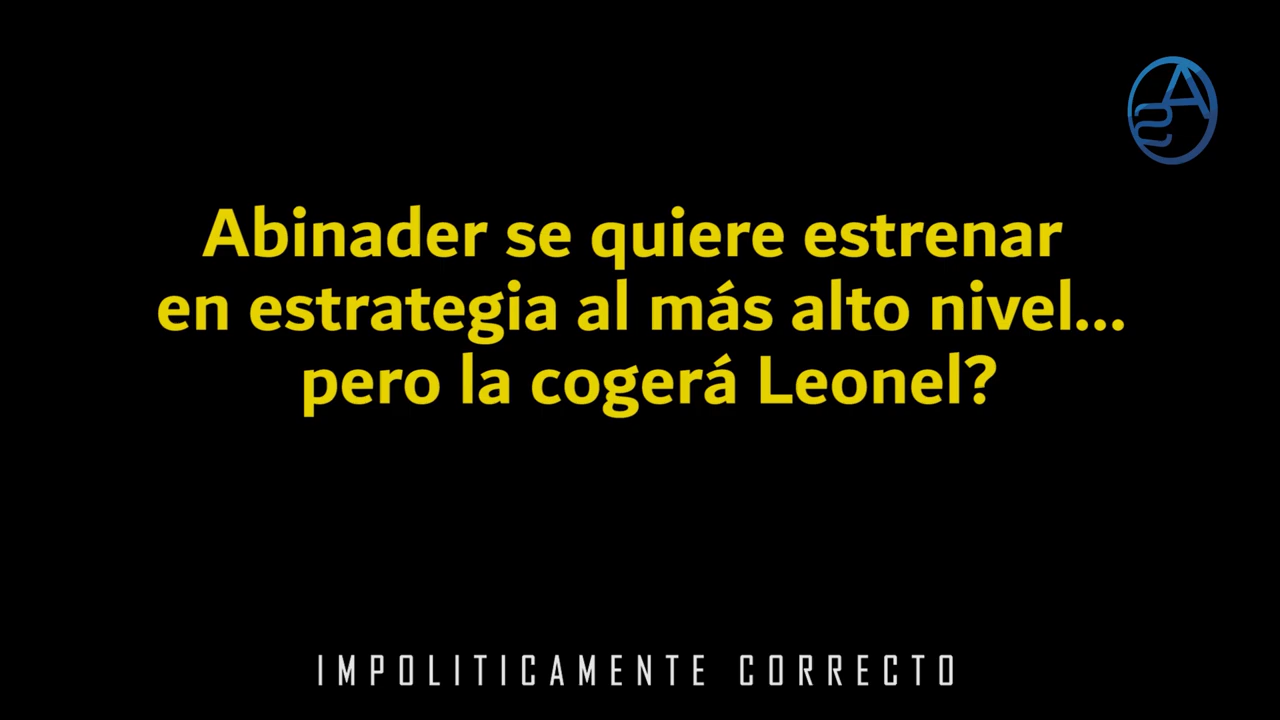 Abinader se quiere estrenar
en estrategia al más alto nivel...
pero la cogerá Leonel?
IMPOLITICAMENTE CORRECTO